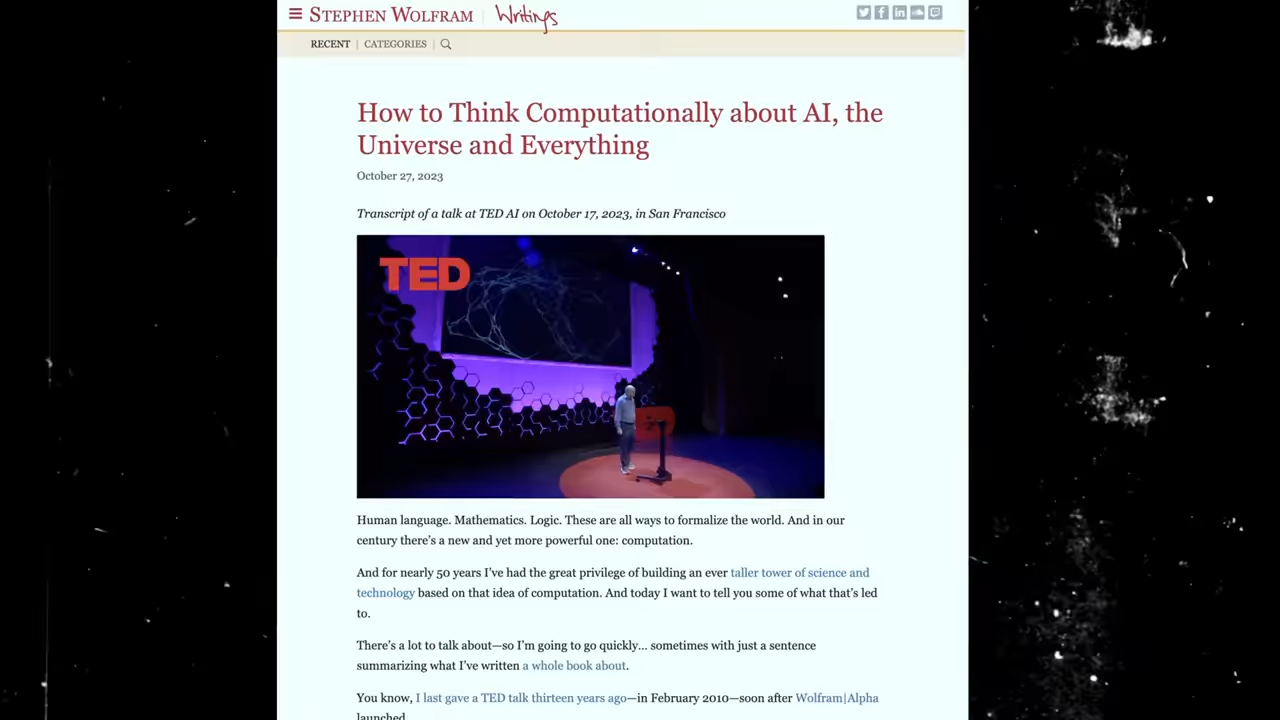 STEPHEN WOLFRAM | Writings
RECENT | CATEGORIES |
How to Think Computationally about AI, the
Universe and Everything
October 27, 2023
Transcript of a talk at TED AI on October 17, 2023, in San Francisco
TED
Human language. Mathematics. Logic. These are all ways to formalize the world. And in our
century there's a new and yet more powerful one: computation.
And for nearly 50 years I've had the great privilege of building an ever taller tower of science and
technology based on that idea of computation. And today I want to tell you some of what that's led
to.
There's a lot to talk about—so I'm going to go quickly… sometimes with just a sentence
summarizing what I've written a whole book about.
You know, I last gave a TED talk thirteen years ago—in February 2010—soon after Wolfram|Alpha
launched.